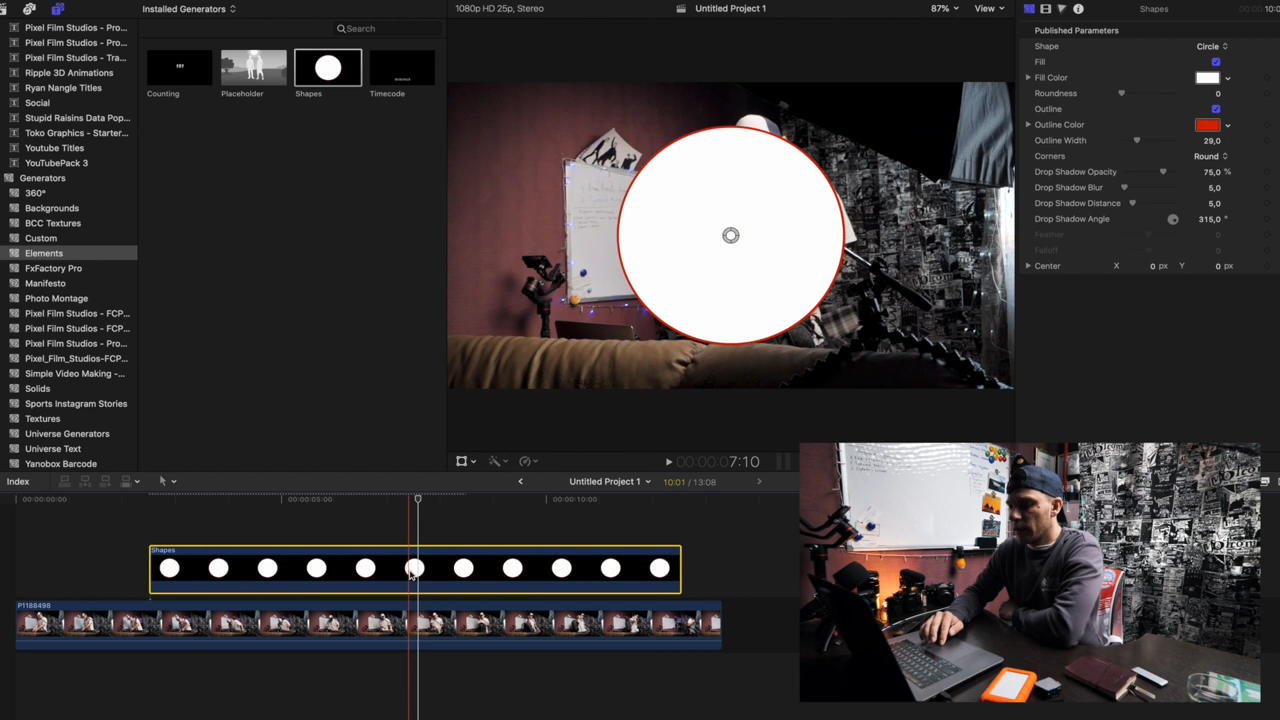 Installed Generators
1080p HD 25p, Stereo
Untitled Project 1
87%
View
Shapes
Pixel Film Studios - Pro...
Pixel Film Studios - Pro...
Pixel Film Studios - Tra...
Ripple 3D Animations
Ryan Nangle Titles
Social
Stupid Raisins Data Pop...
Toko Graphics - Starter...
Youtube Titles
YouTubePack 3
Generators
360°
Backgrounds
BCC Textures
Custom
Elements
FxFactory Pro
Manifesto
Photo Montage
Pixel Film Studios - FCP...
Pixel Film Studios - FCP...
Pixel Film Studios - Pro...
Pixel_Film_Studios-FCP...
Simple Video Making -...
Solids
Sports Instagram Stories
Textures
Universe Generators
Universe Text
Yanobox Barcode
Search
Counting
Placeholder
Shapes
Timecode
Published Parameters
Shape Circle
Fill
Fill Color
Roundness 0
Outline
Outline Color
Outline Width 29,0
Corners Round
Drop Shadow Opacity 75,0 %
Drop Shadow Blur 5,0
Drop Shadow Distance 5,0
Drop Shadow Angle 315,0 °
Feather 0
Falloff 0
Center X 0 px Y 0 px
00:00:00:07:10
Index
Untitled Project 1
10:01 / 13:08
00:00:00:00
00:00:05:00
00:00:10:00
Shapes
P1188498